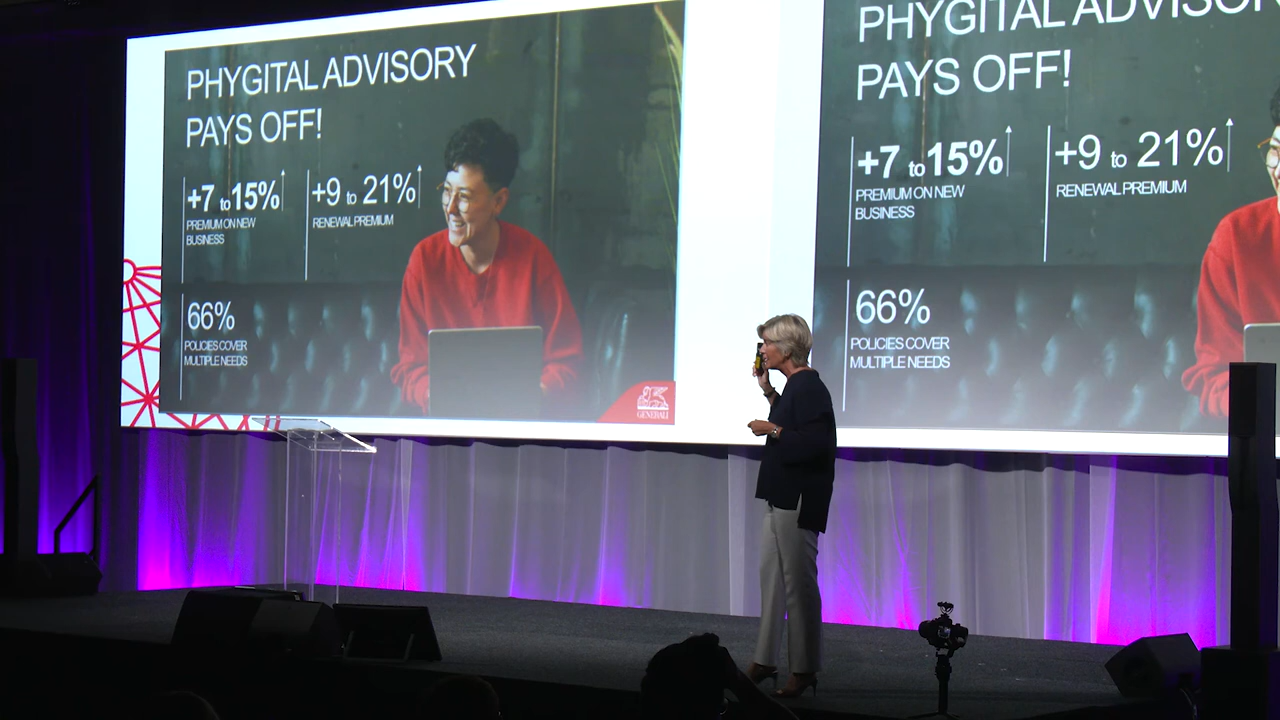 PHYGITAL ADVISORY
PAYS OFF!
+7 to 15%
+9 to 21%
PREMIUM ON NEW
BUSINESS
RENEWAL PREMIUM
66%
POLICIES COVER
MULTIPLE NEEDS
GENERALI
PHYGITAL ADVISOR
PAYS OFF!
+7 to 15%
+9 to 21%
PREMIUM ON NEW
BUSINESS
RENEWAL PREMIUM
66%
POLICIES COVER
MULTIPLE NEEDS